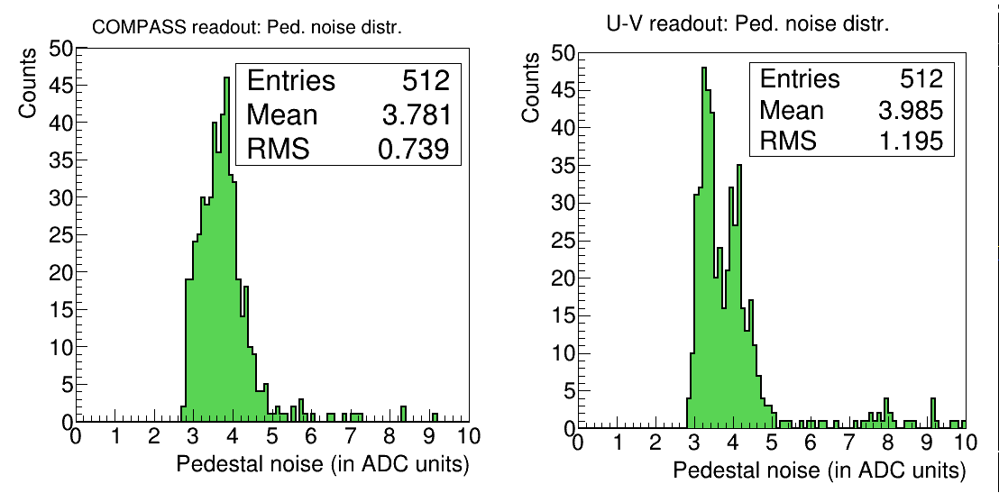 COMPASS readout: Ped. noise distr.
Counts
50
45
40
35
30
25
20
15
10
5
0
Entries 512
Mean 3.781
RMS 0.739
0 1 2 3 4 5 6 7 8 9 10
Pedestal noise (in ADC units)
U-V readout: Ped. noise distr.
Counts
50
45
40
35
30
25
20
15
10
5
0
Entries 512
Mean 3.985
RMS 1.195
0 1 2 3 4 5 6 7 8 9 10
Pedestal noise (in ADC units)